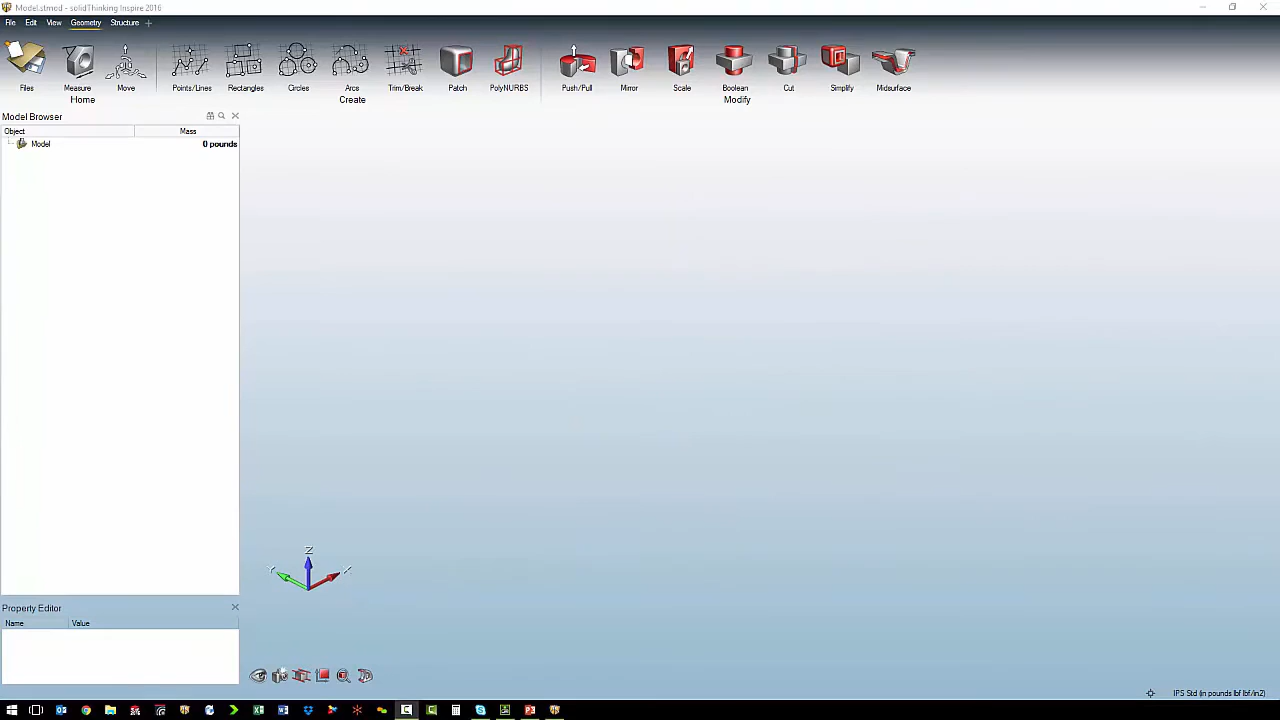 Model.stmod - solidThinking Inspire 2016
File Edit View Geometry Structure +
Files Measure Move Points/Lines Rectangles Circles Arcs Trim/Break Patch PolyNURBS Push/Pull Mirror Scale Boolean Cut Simplify Midsurface
Home Create Modify
Model Browser
Object Mass
Model 0 pounds
Z
Y X
Property Editor
Name Value
IPS Std (in pounds lbf lbf/in2)